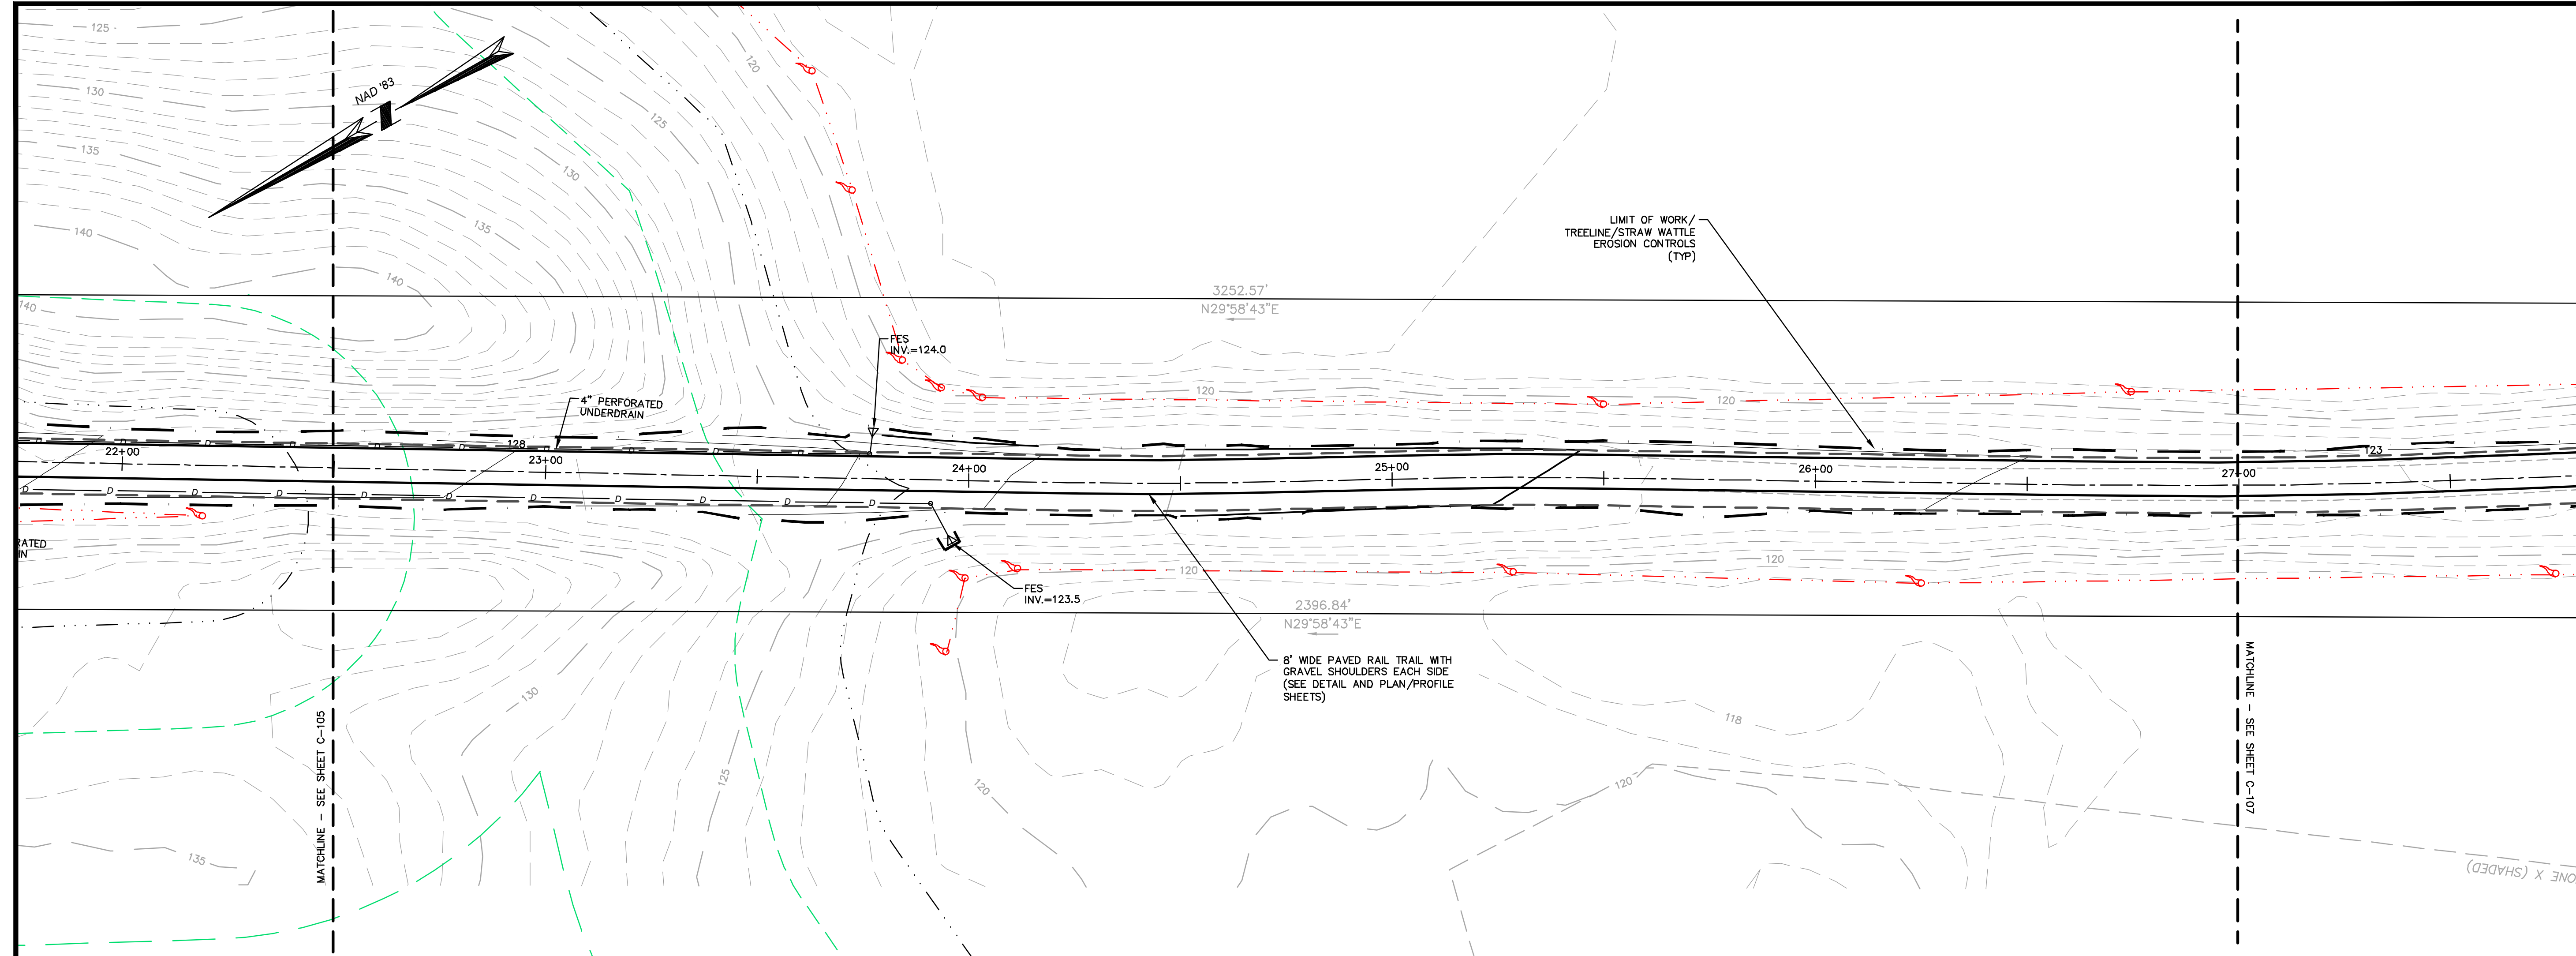 125
NAD '83
120
130
125
135
130
140
135
140
140
LIMIT OF WORK/
TREELINE/STRAW WATTLE
EROSION CONTROLS
(TYP)
3252.57'
N29°58'43"E
FES
INV.=124.0
120
120
4" PERFORATED
UNDERDRAIN
128
123
D D D D D D D D D
22+00
23+00
24+00
25+00
26+00
27+00
D D D D D D D D D D D
RATED
IN
120
120
FES
INV.=123.5
2396.84'
N29°58'43"E
8' WIDE PAVED RAIL TRAIL WITH
GRAVEL SHOULDERS EACH SIDE
(SEE DETAIL AND PLAN/PROFILE
SHEETS)
130
125
120
118
120
135
MATCHLINE - SEE SHEET C-105
MATCHLINE - SEE SHEET C-107
ONE X (SHADED)